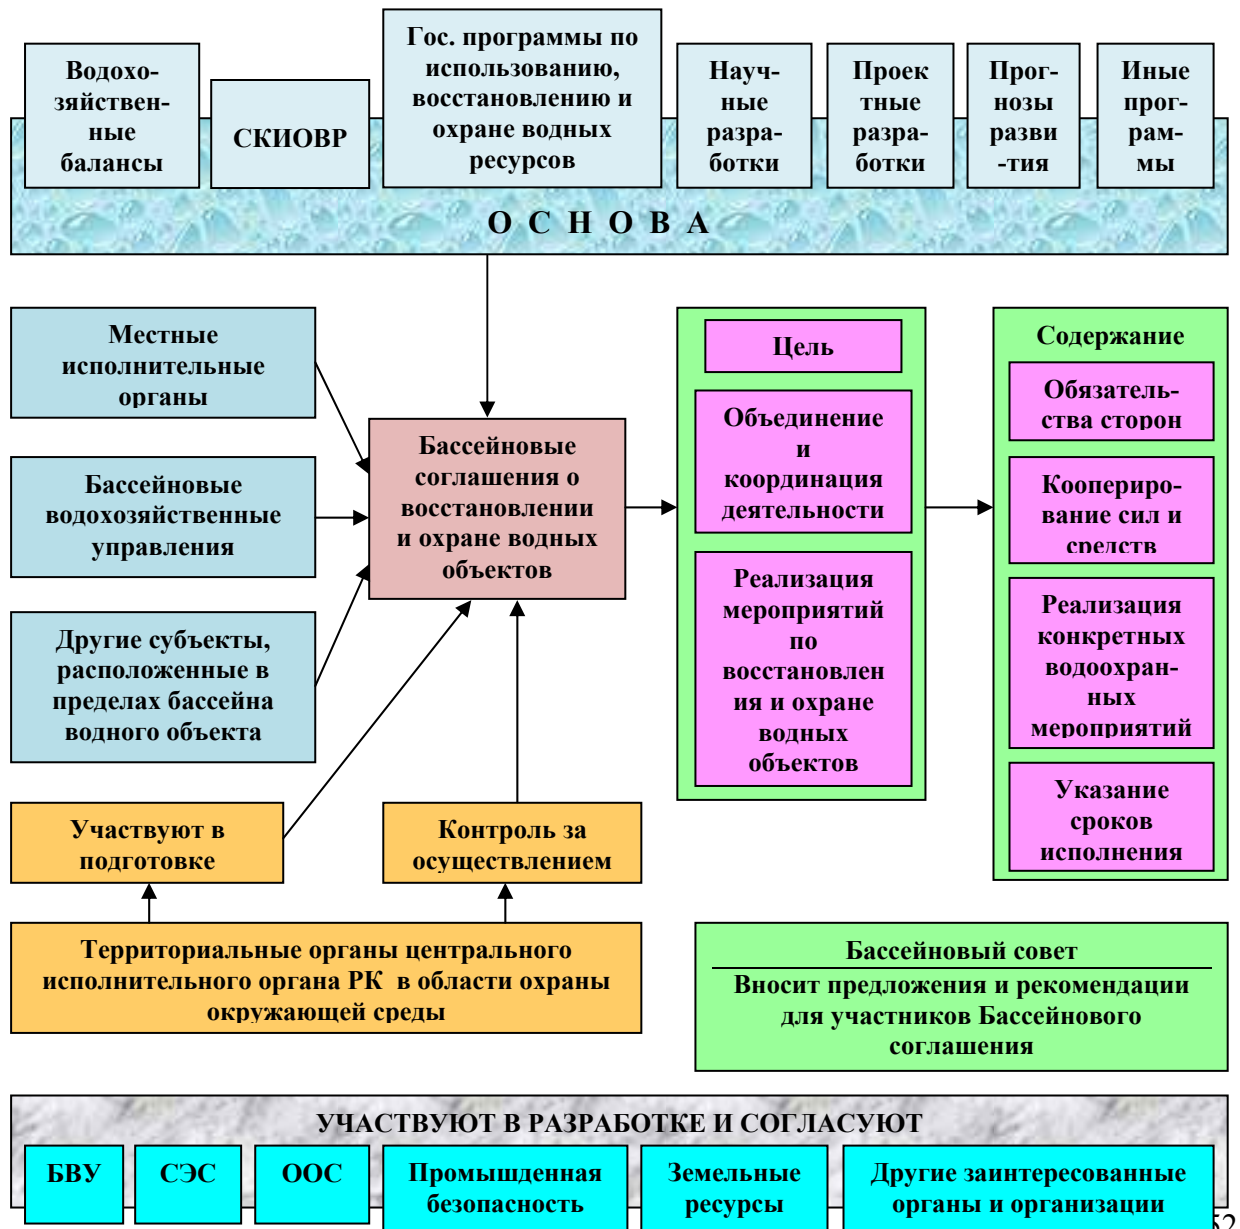 Водохо-
зяйствен-
ные
балансы
СКИОВР
Гос. программы по
использованию,
восстановлению и
охране водных
ресурсов
Науч-
ные
разра-
ботки
Проек
тные
разра-
ботки
Прог-
нозы
разви
-тия
Иные
прог-
рам-
мы
О С Н О В А
Местные
исполнительные
органы
Бассейновые
водохозяйственные
управления
Другие субъекты,
расположенные в
пределах бассейна
водного объекта
Бассейновые
соглашения о
восстановлении
и охране водных
объектов
Цель
Объединение
и
координация
деятельности
Реализация
мероприятий
по
восстановлен
ия и охране
водных
объектов
Содержание
Обязатель-
ства сторон
Коопериро-
вание сил и
средств
Реализация
конкретных
водоохран-
ных
мероприятий
Указание
сроков
исполнения
Участвуют в
подготовке
Контроль за
осуществлением
Территориальные органы центрального
исполнительного органа РК в области охраны
окружающей среды
Бассейновый совет
Вносит предложения и рекомендации
для участников Бассейнового
соглашения
УЧАСТВУЮТ В РАЗРАБОТКЕ И СОГЛАСУЮТ
БВУ
СЭС
ООС
Промышденная
безопасность
Земельные
ресурсы
Другие заинтересованные
органы и организации
52